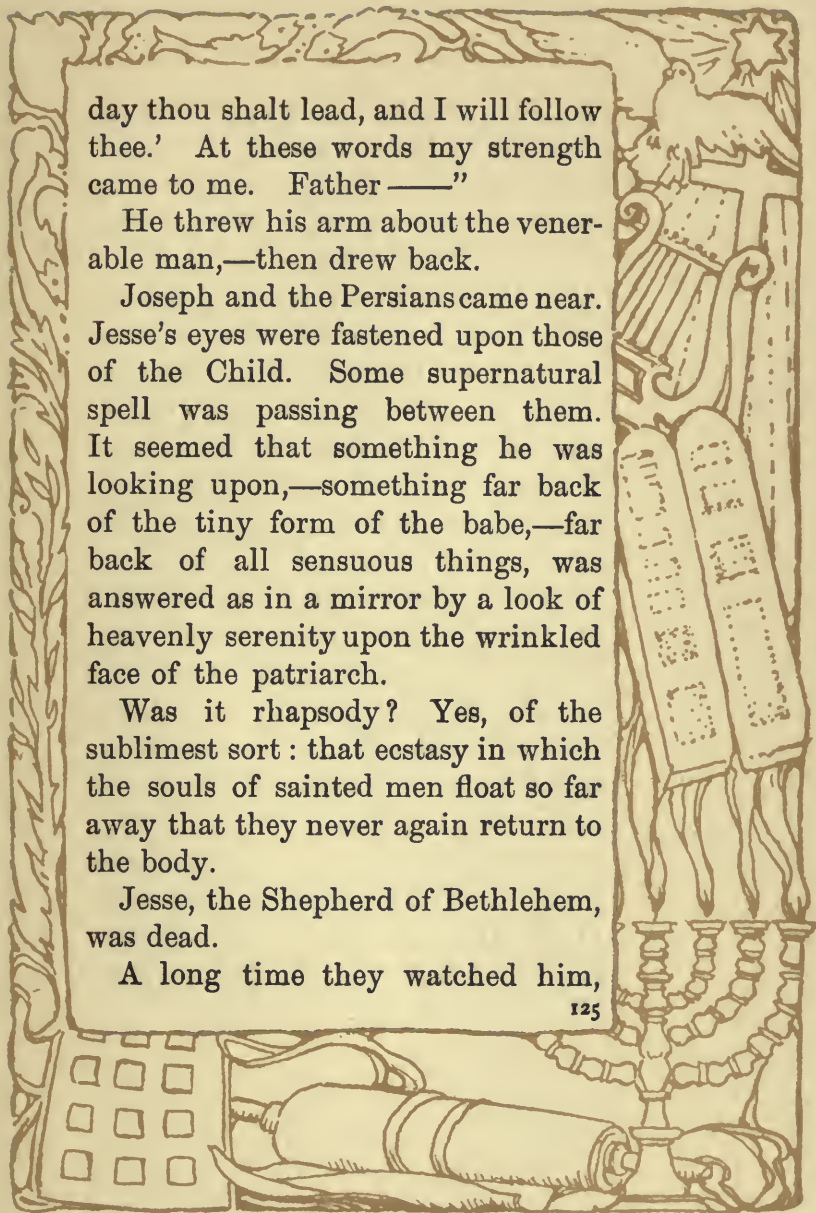 day thou shalt lead, and I will follow
thee.’ At these words my strength
came to me. Father ——”
He threw his arm about the vener-
able man,—then drew back.
Joseph and the Persians came near.
Jesse’s eyes were fastened upon those
of the Child. Some supernatural
spell was passing between them.
It seemed that something he was
looking upon,—something far back
of the tiny form of the babe,—far
back of all sensuous things, was
answered as in a mirror by a look of
heavenly serenity upon the wrinkled
face of the patriarch.
Was it rhapsody? Yes, of the
sublimest sort : that ecstasy in which
the souls of sainted men float so far
away that they never again return to
the body.
Jesse, the Shepherd of Bethlehem,
was dead.
A long time they watched him,
125